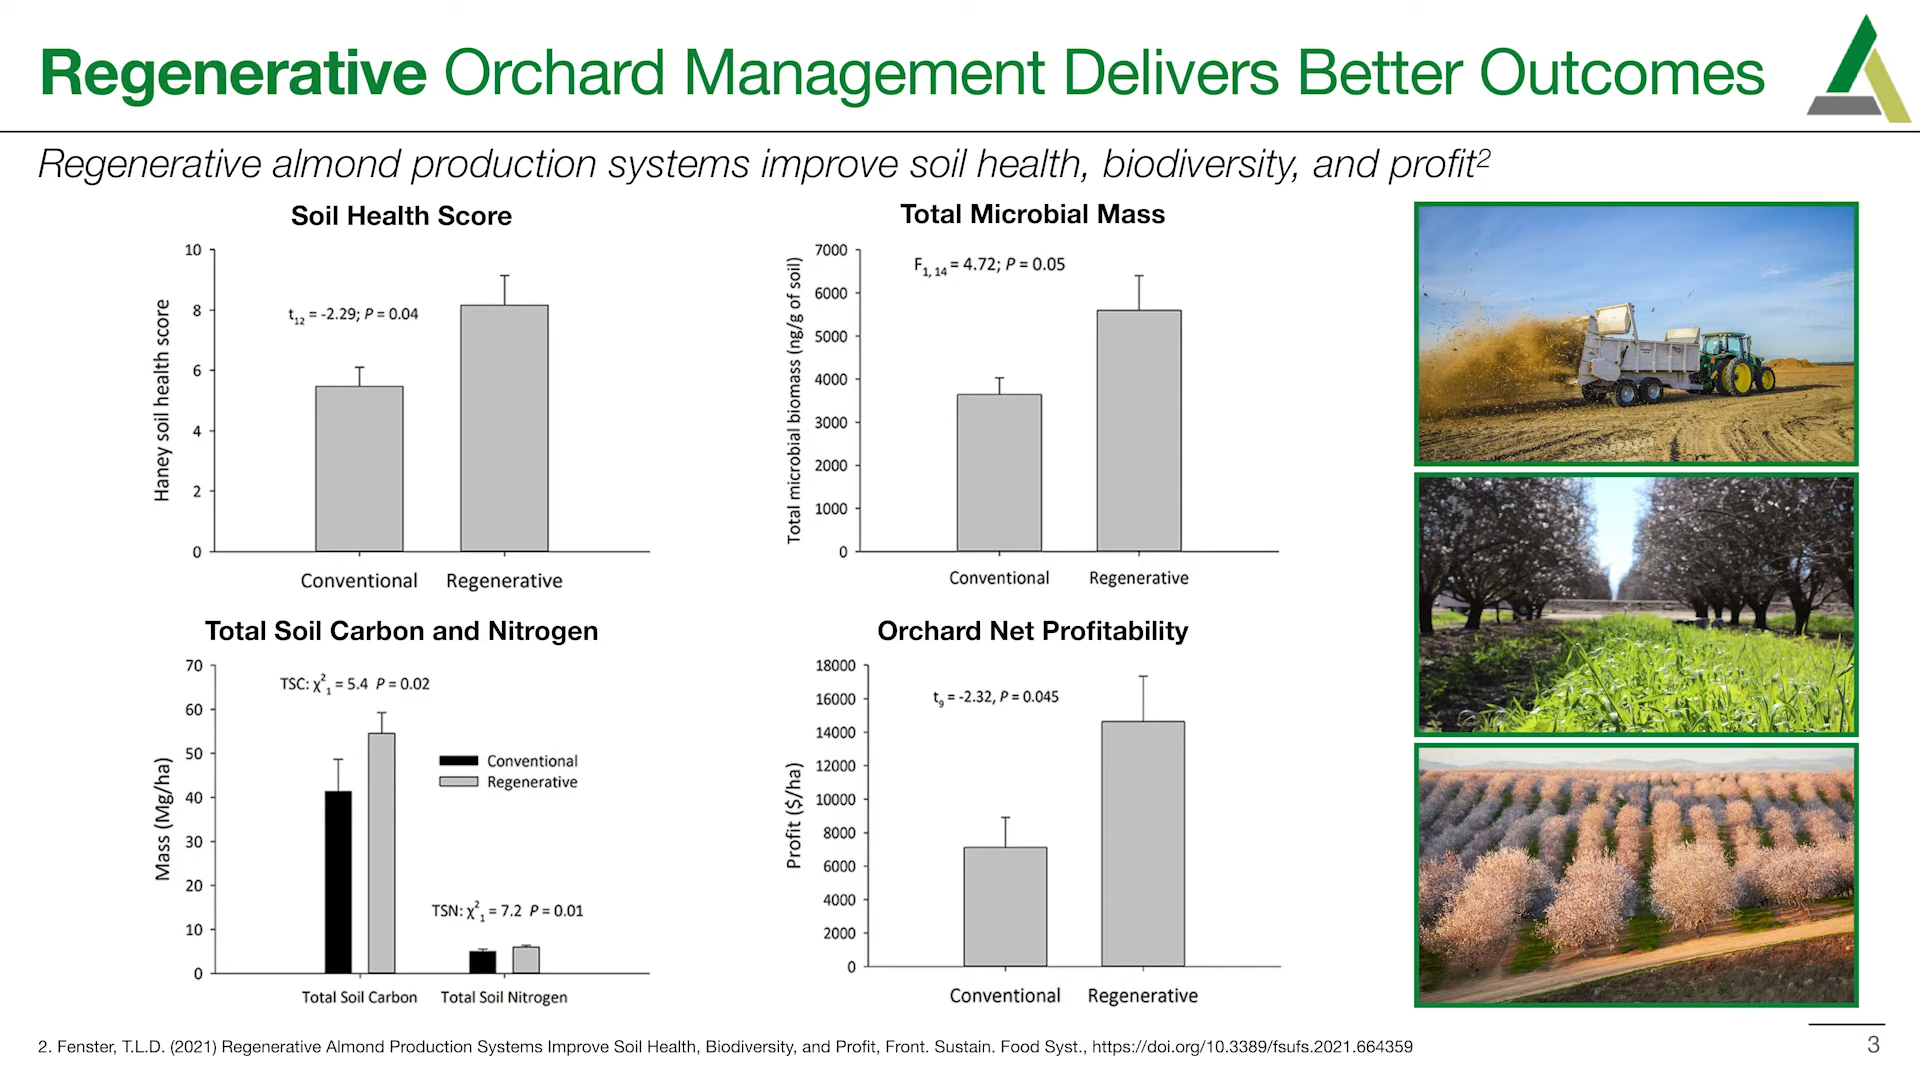 Regenerative Orchard Management Delivers Better Outcomes
Regenerative almond production systems improve soil health, biodiversity, and profit2
Soil Health Score
Haney soil health score
10
8
6
4
2
0
t12 = -2.29; P = 0.04
Conventional Regenerative
Total Microbial Mass
Total microbial biomass (ng/g of soil)
7000
6000
5000
4000
3000
2000
1000
0
F1, 14 = 4.72; P = 0.05
Conventional Regenerative
Total Soil Carbon and Nitrogen
Mass (Mg/ha)
70
60
50
40
30
20
10
0
TSC: χ²1 = 5.4 P = 0.02
Conventional
Regenerative
TSN: χ²1 = 7.2 P = 0.01
Total Soil Carbon Total Soil Nitrogen
Orchard Net Profitability
Profit ($/ha)
18000
16000
14000
12000
10000
8000
6000
4000
2000
0
t9 = -2.32, P = 0.045
Conventional Regenerative
2. Fenster, T.L.D. (2021) Regenerative Almond Production Systems Improve Soil Health, Biodiversity, and Profit, Front. Sustain. Food Syst., https://doi.org/10.3389/fsufs.2021.664359
3